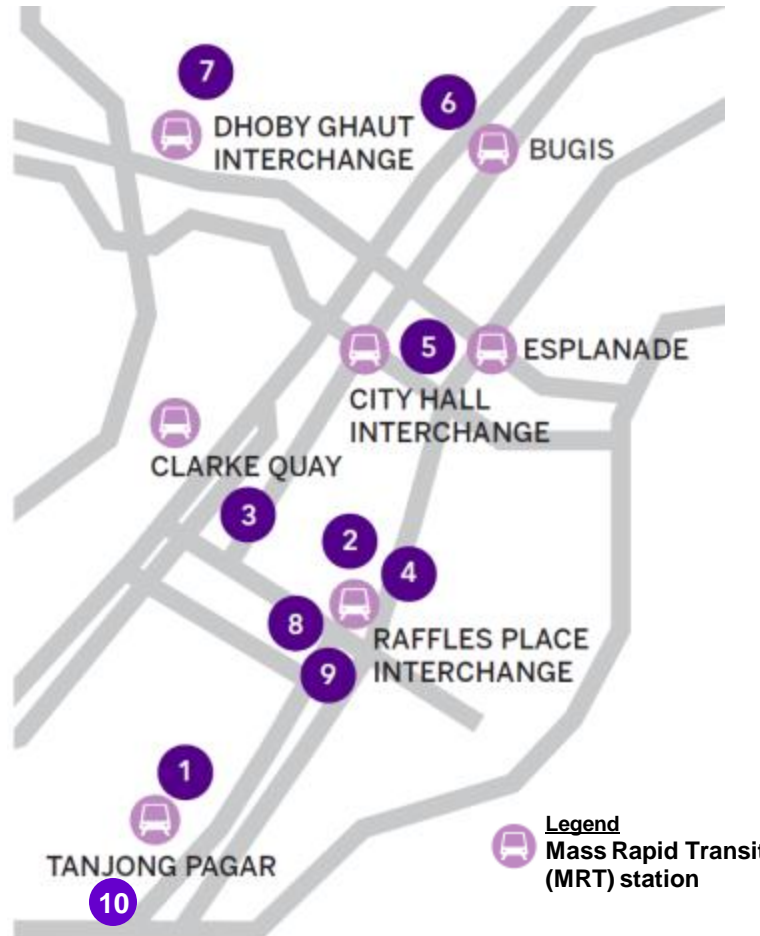 7
6
DHOBY GHAUT
INTERCHANGE
BUGIS
5
ESPLANADE
CITY HALL
INTERCHANGE
CLARKE QUAY
3
2
4
8
RAFFLES PLACE
INTERCHANGE
9
1
TANJONG PAGAR
10
Legend
Mass Rapid Transit
(MRT) station